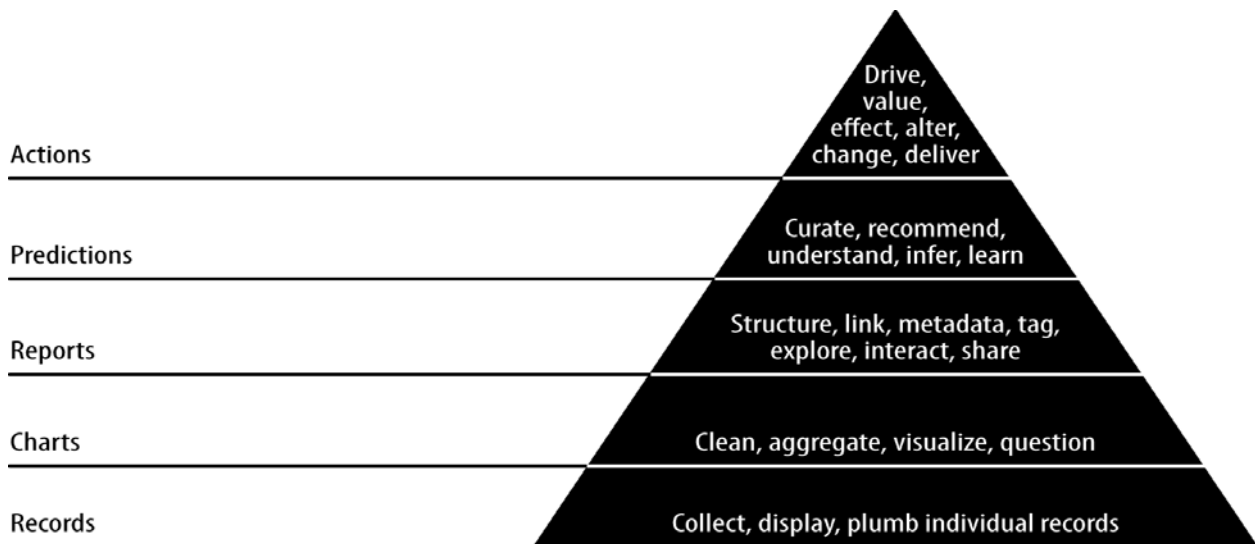 Drive,
value,
effect, alter,
change, deliver
Actions
Curate, recommend,
understand, infer, learn
Predictions
Structure, link, metadata, tag,
explore, interact, share
Reports
Clean, aggregate, visualize, question
Charts
Collect, display, plumb individual records
Records